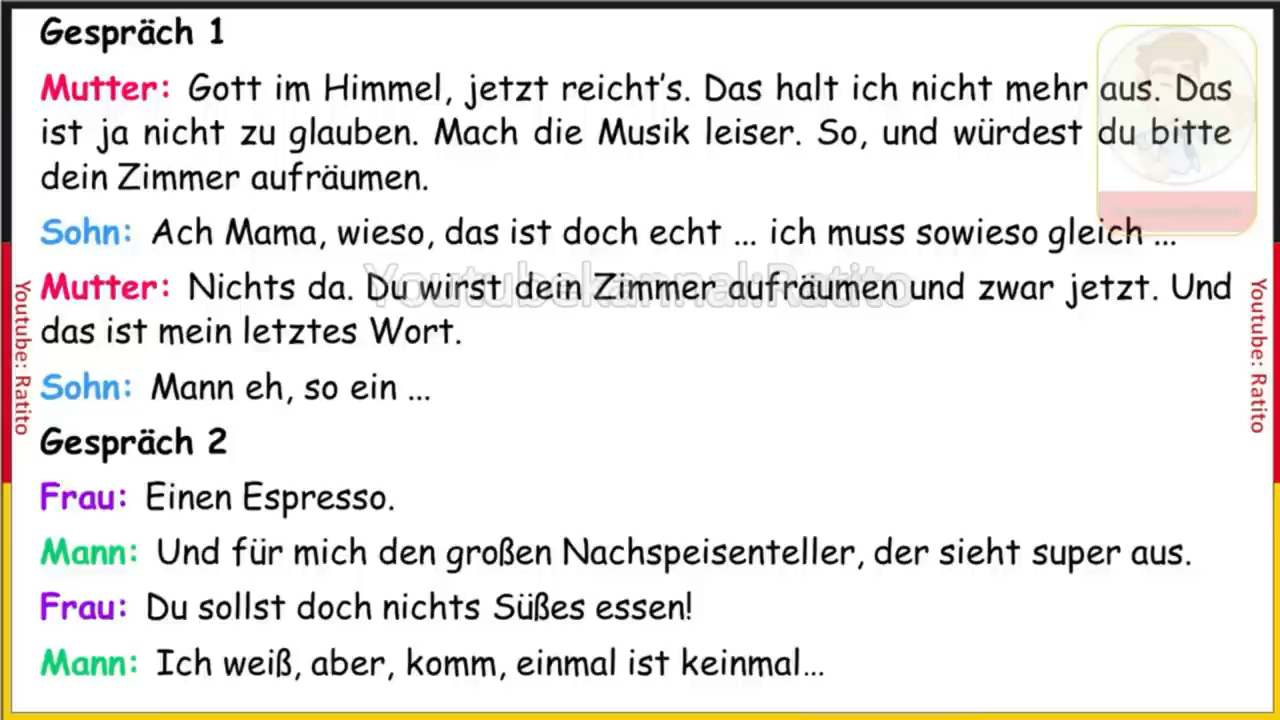 Gespräch 1
Mutter: Gott im Himmel, jetzt reicht's. Das halt ich nicht mehr aus. Das
ist ja nicht zu glauben. Mach die Musik leiser. So, und würdest du bitte
dein Zimmer aufräumen.
Sohn: Ach Mama, wieso, das ist doch echt ... ich muss sowieso gleich ...
Youtubekannal:Ratito
Mutter: Nichts da. Du wirst dein Zimmer aufräumen und zwar jetzt. Und
das ist mein letztes Wort.
Youtube: Ratito
Youtube: Ratito
Sohn: Mann eh, so ein ...
Gespräch 2
Frau: Einen Espresso.
Mann: Und für mich den großen Nachspeisenteller, der sieht super aus.
Frau: Du sollst doch nichts Süßes essen!
Mann: Ich weiß, aber, komm, einmal ist keinmal...